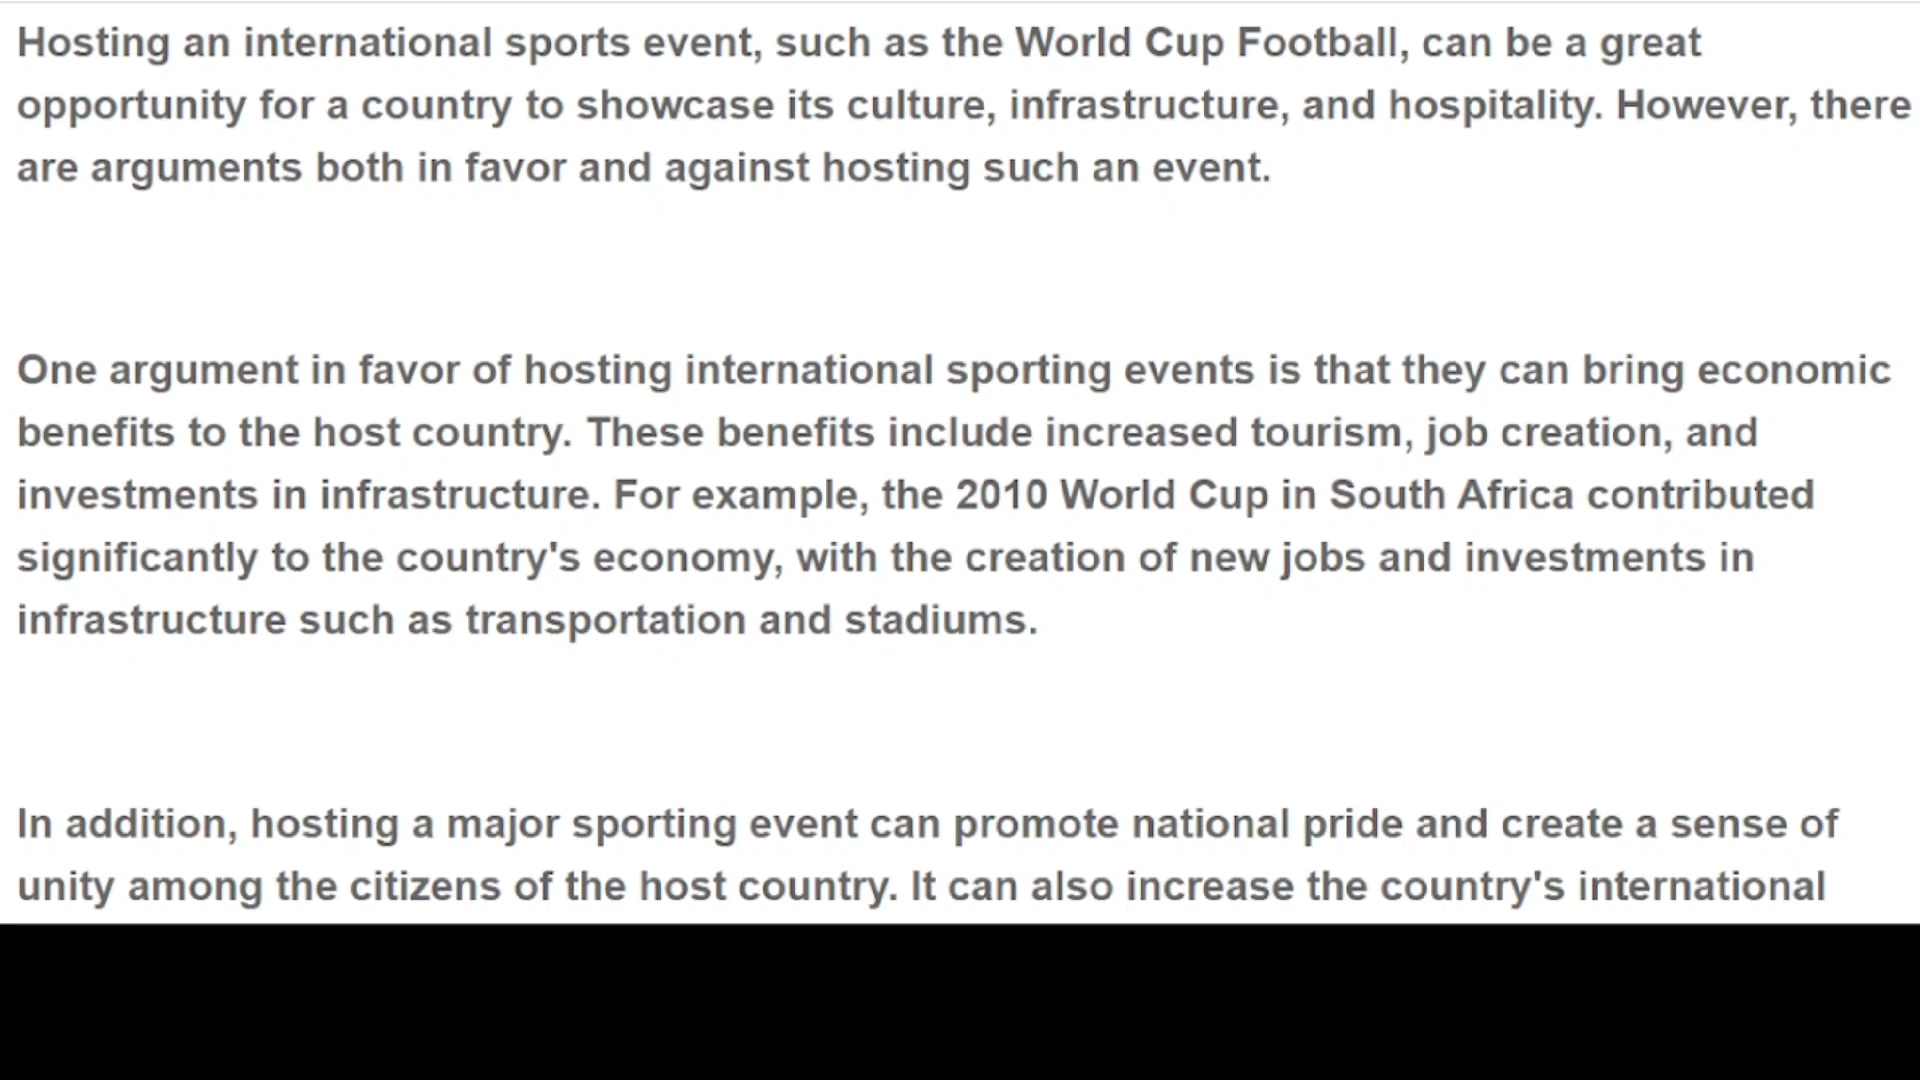 Hosting an international sports event, such as the World Cup Football, can be a great
opportunity for a country to showcase its culture, infrastructure, and hospitality. However, there
are arguments both in favor and against hosting such an event.
One argument in favor of hosting international sporting events is that they can bring economic
benefits to the host country. These benefits include increased tourism, job creation, and
investments in infrastructure. For example, the 2010 World Cup in South Africa contributed
significantly to the country's economy, with the creation of new jobs and investments in
infrastructure such as transportation and stadiums.
In addition, hosting a major sporting event can promote national pride and create a sense of
unity among the citizens of the host country. It can also increase the country's international